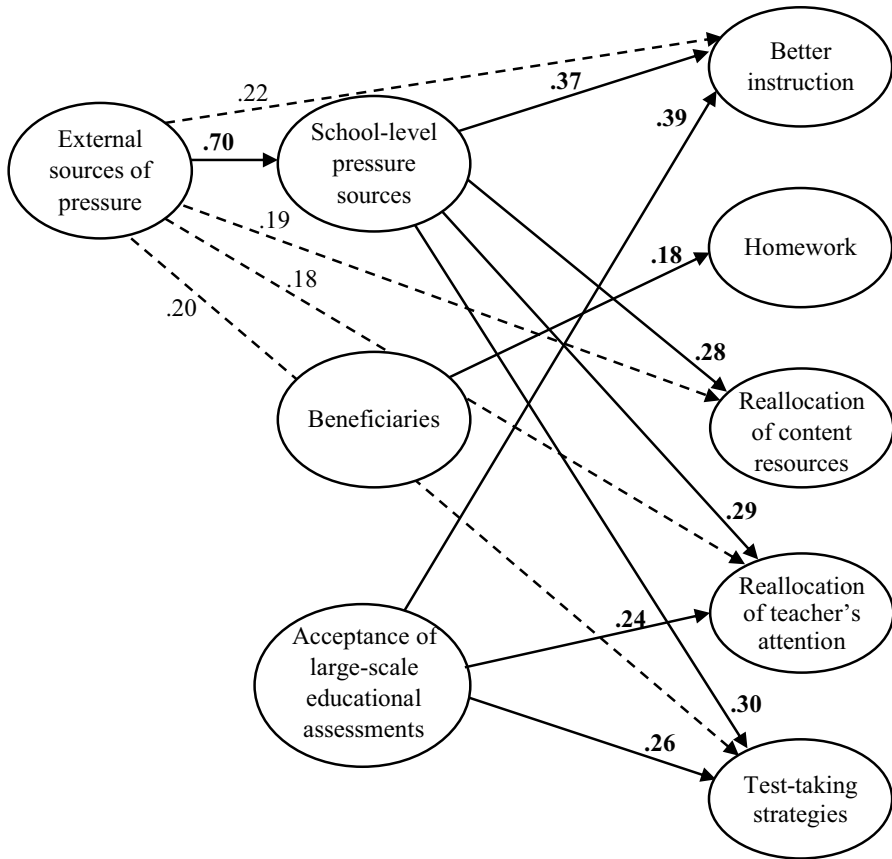 Better
instruction
.22
.37
.39
External
sources of
pressure
.70
School-level
pressure
sources
.19
.18
.20
.18
Homework
.28
Beneficiaries
Reallocation
of content
resources
.29
Reallocation
of teacher’s
attention
.24
Acceptance of
large-scale
educational
assessments
.30
.26
Test-taking
strategies